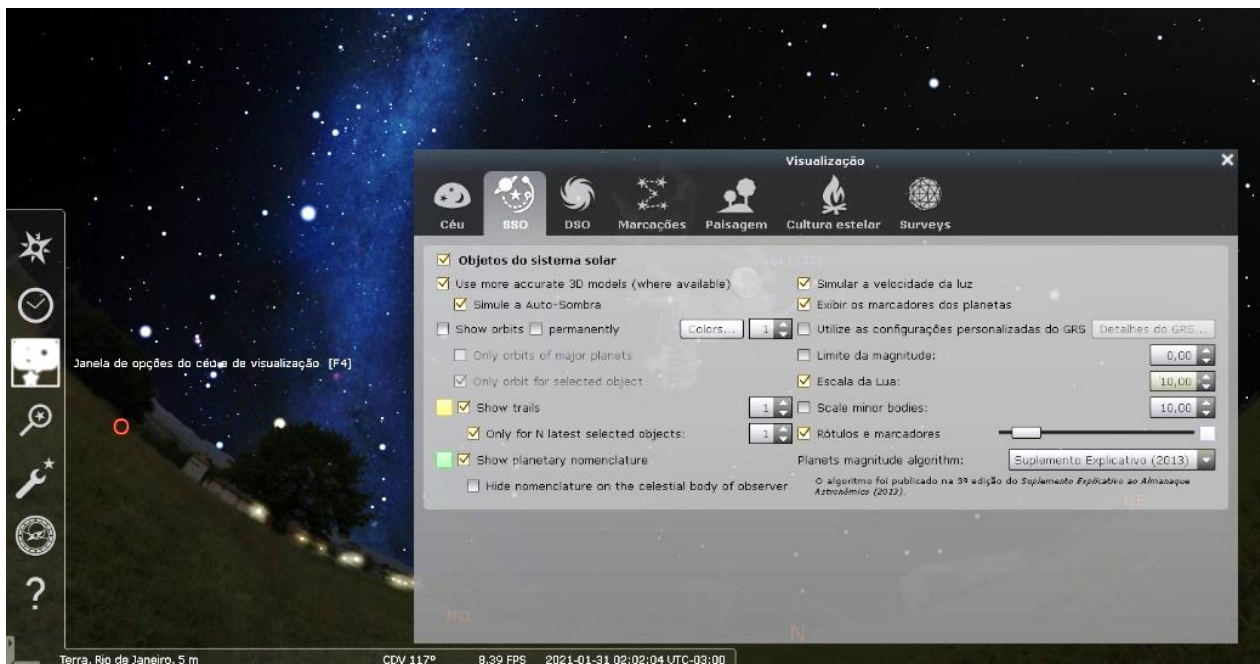 Visualização
Céu SSO DSO Marcações Paisagem Cultura estelar Surveys
Objetos do sistema solar
Use more accurate 3D models (where available) Simular a velocidade da luz
Simule a Auto-Sombra Exibir os marcadores dos planetas
Show orbits permanently Colors... 1 Utilize as configurações personalizadas do GRS Detalhes do GRS...
Only orbits of major planets Limite da magnitude: 0,00
Only orbit for selected object Escala da Lua: 10,00
Show trails 1 Scale minor bodies: 10,00
Only for N latest selected objects: 1 Rótulos e marcadores
Show planetary nomenclature Planets magnitude algorithm: Suplemento Explicativo (2013)
Hide nomenclature on the celestial body of observer O algoritmo foi publicado na 3ª edição do Suplemento Explicativo ao Almanaque
Astronômico (2013).
Janela de opções do céu e de visualização [F4]
O
NE
NO
N
?
Terra, Rio de Janeiro, 5 m CDV 117° 8.39 FPS 2021-01-31 02:02:04 UTC-03:00